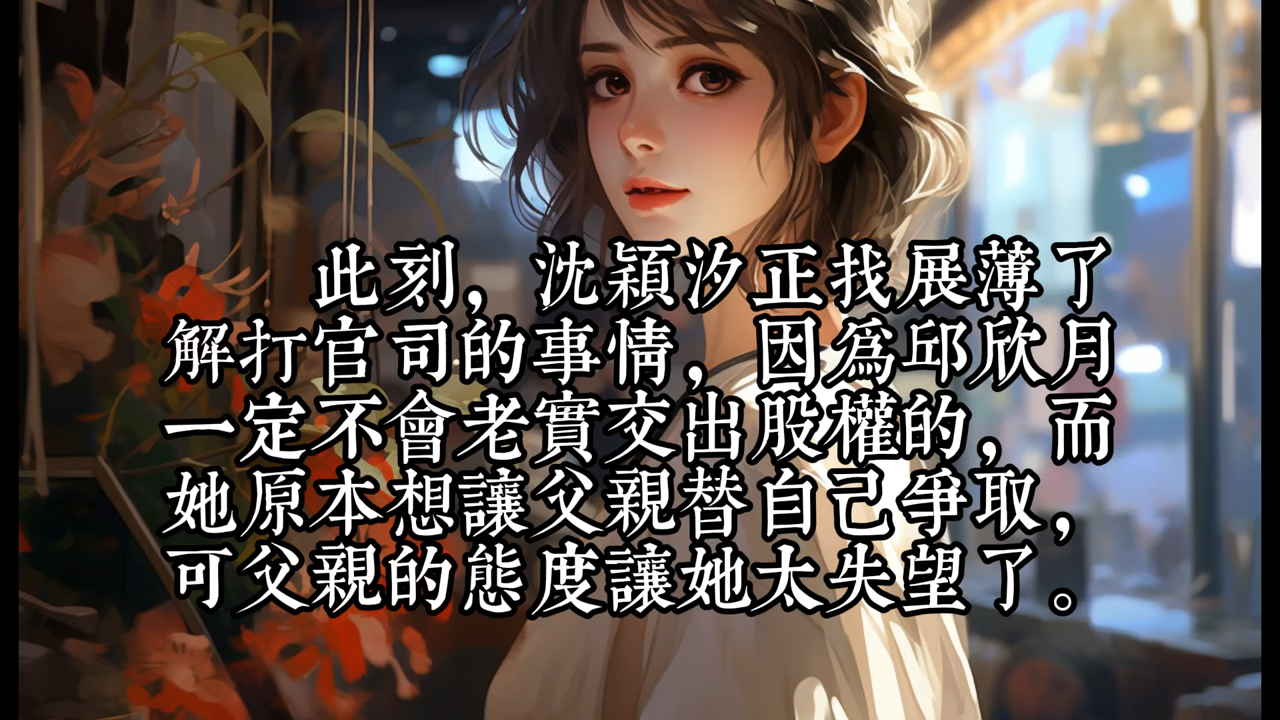 此刻，沈穎汐正找展薄了
解打官司的事情，因爲邱欣月
一定不會老實交出股權的，而
她原本想讓父親替自己爭取，
可父親的態度讓她太失望了。